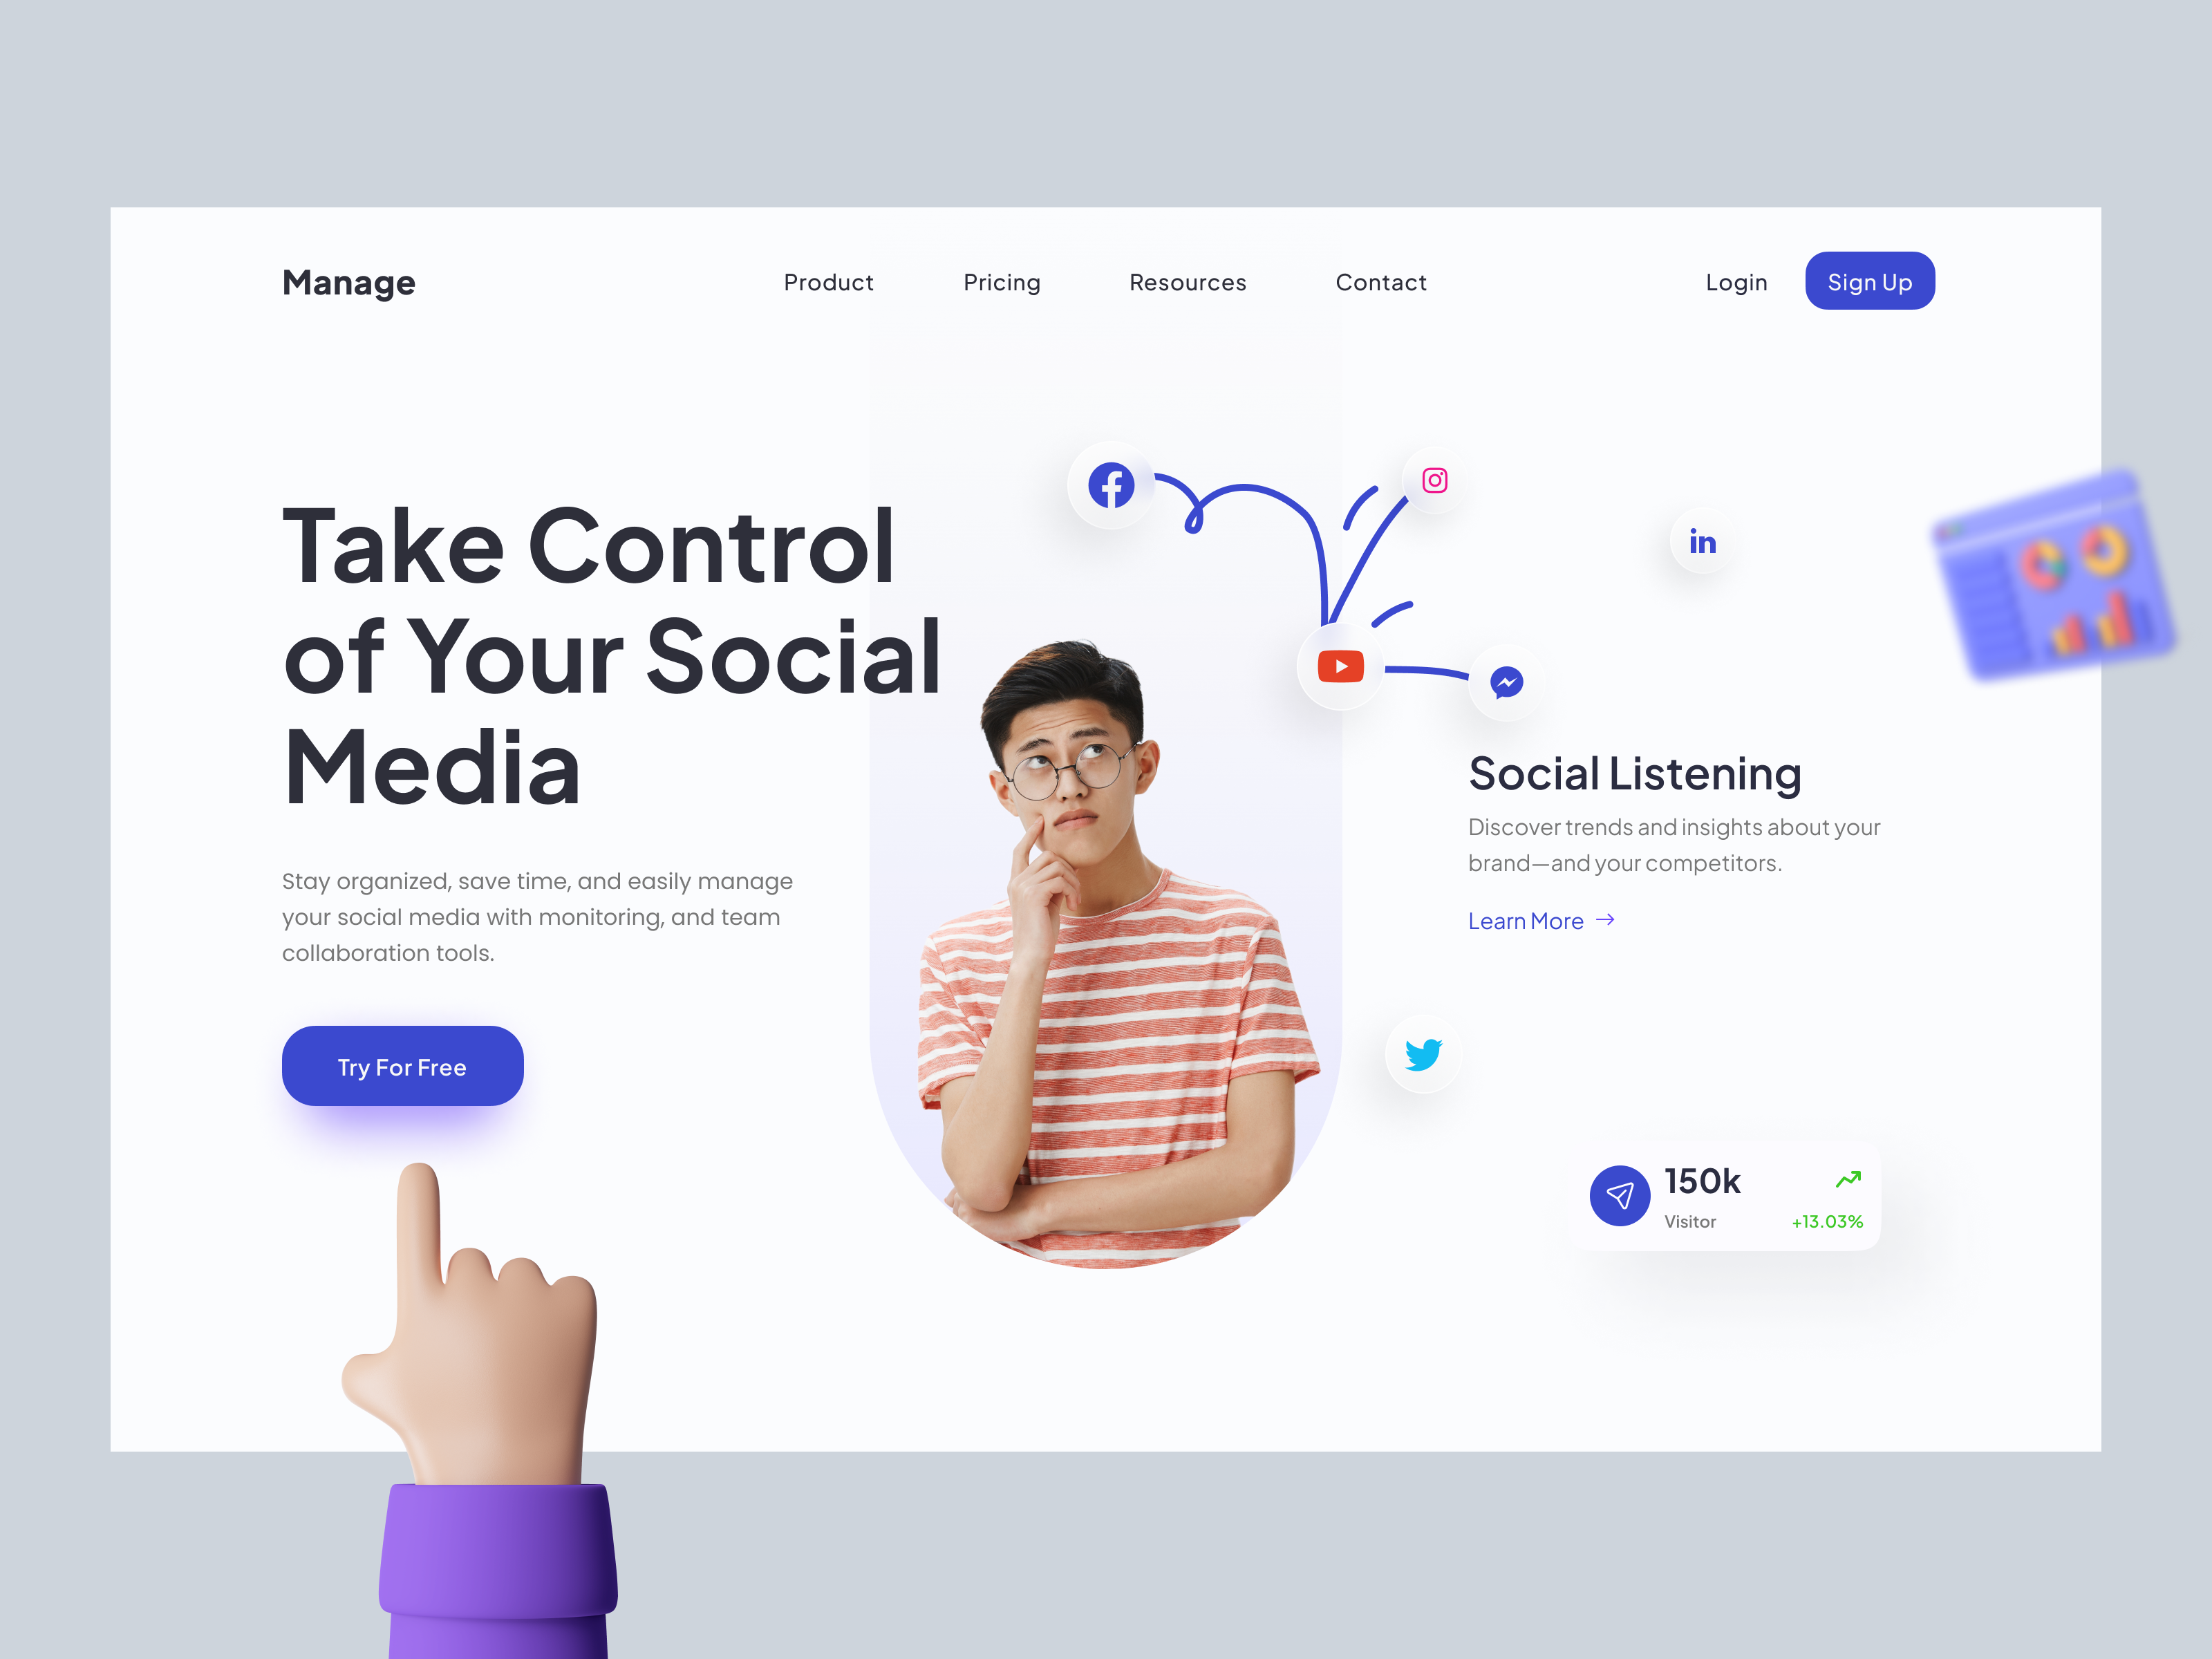 Manage
Product
Pricing
Resources
Contact
Login
Sign Up
Take Control
of Your Social
Media
Stay organized, save time, and easily manage
your social media with monitoring, and team
collaboration tools.
Try For Free
in
Social Listening
Discover trends and insights about your
brand—and your competitors.
Learn More →
150k
Visitor
+13.03%